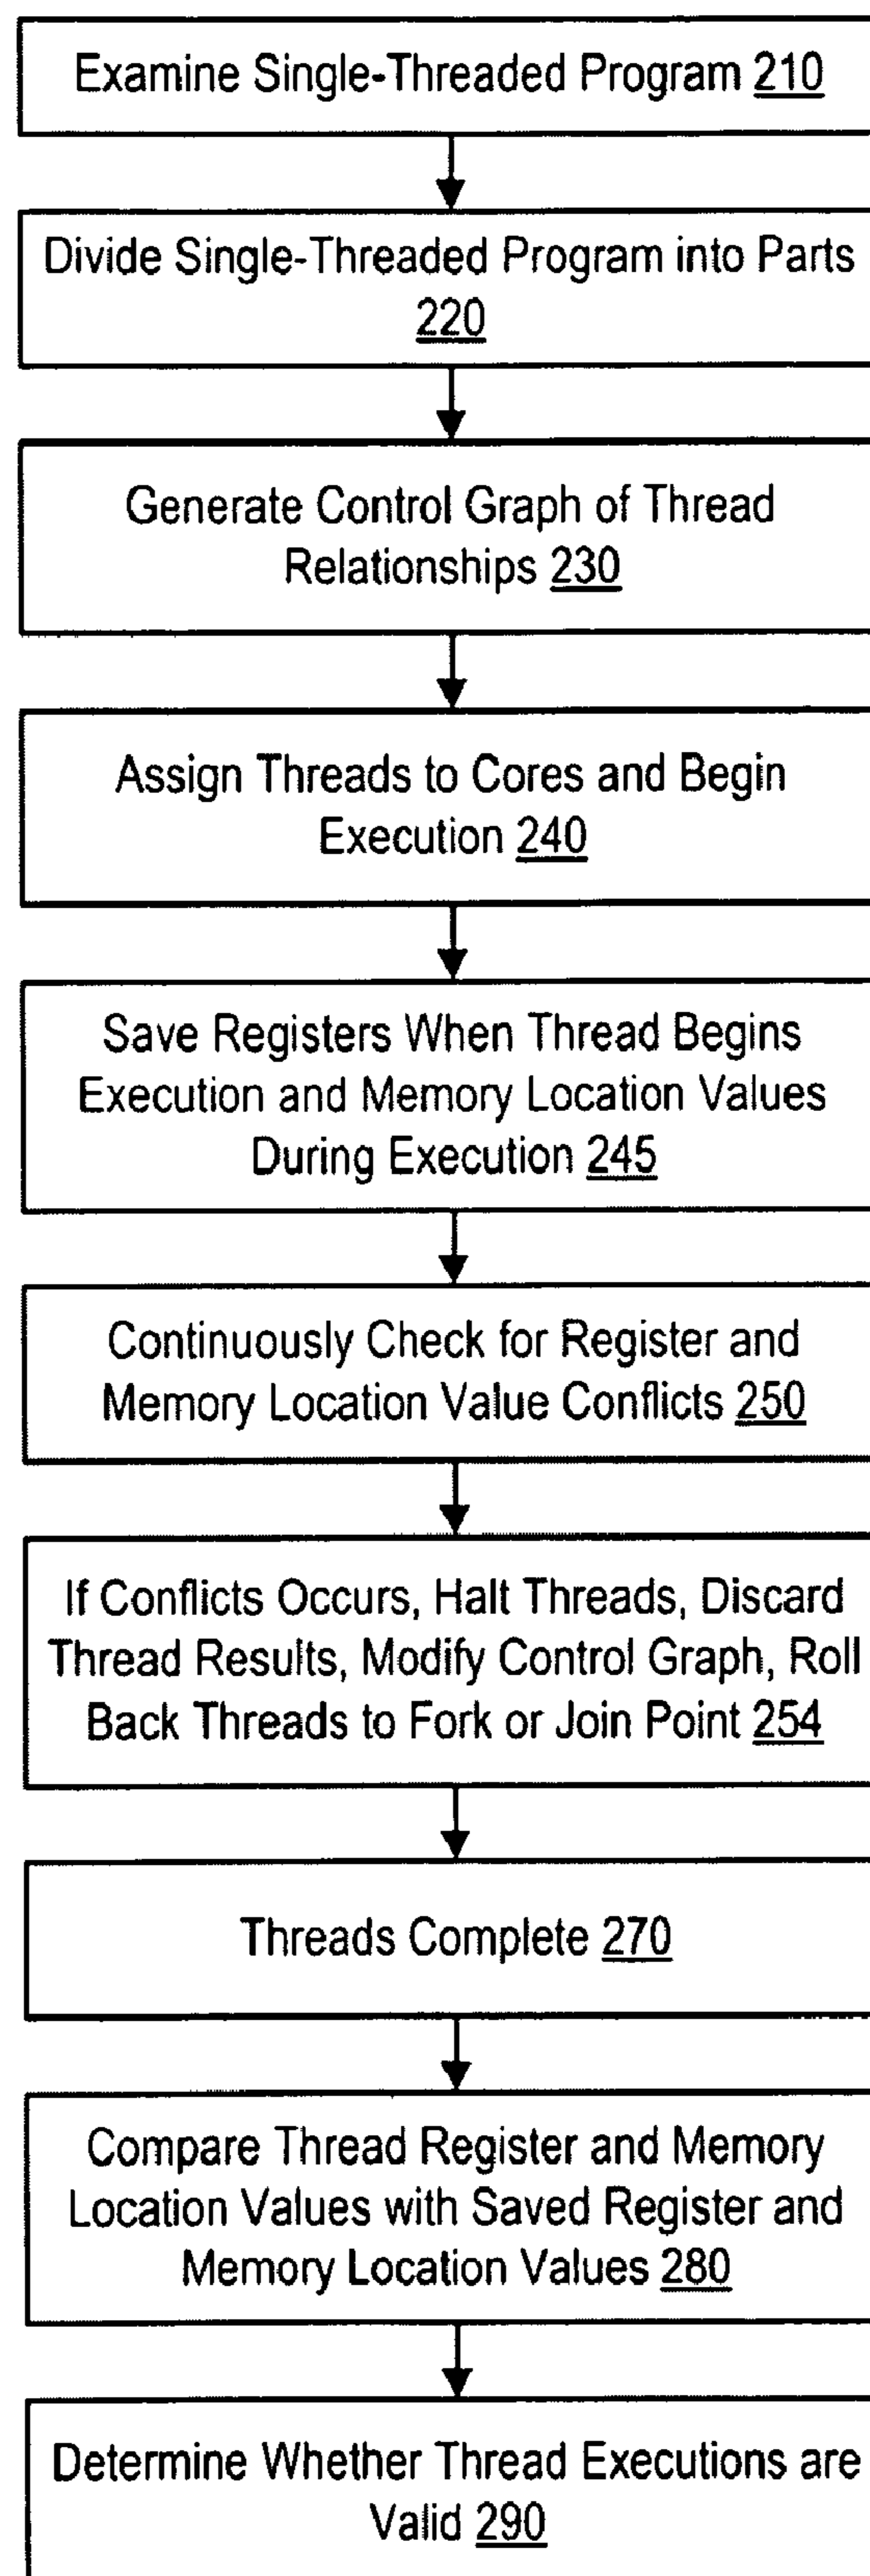 Examine Single-Threaded Program 210
Divide Single-Threaded Program into Parts
220
Generate Control Graph of Thread
Relationships 230
Assign Threads to Cores and Begin
Execution 240
Save Registers When Thread Begins
Execution and Memory Location Values
During Execution 245
Continuously Check for Register and
Memory Location Value Conflicts 250
If Conflicts Occurs, Halt Threads, Discard
Thread Results, Modify Control Graph, Roll
Back Threads to Fork or Join Point 254
Threads Complete 270
Compare Thread Register and Memory
Location Values with Saved Register and
Memory Location Values 280
Determine Whether Thread Executions are
Valid 290